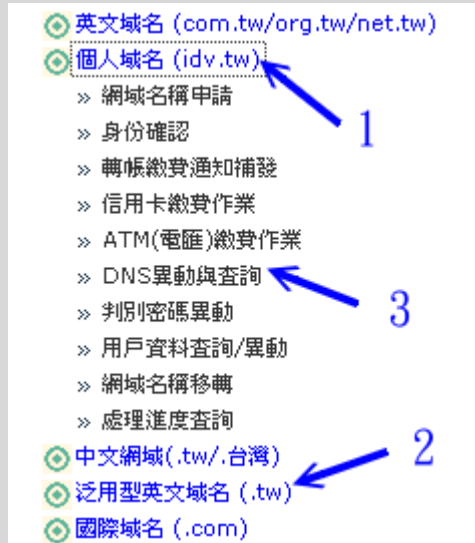 英文域名 (com.tw/org.tw/net.tw)
個人域名 (idv.tw)
1
» 網域名稱申請
» 身份確認
» 轉帳繳費通知補發
» 信用卡繳費作業
» ATM(電匯)繳費作業
» DNS異動與查詢
3
» 判別密碼異動
» 用戶資料查詢/異動
» 網域名稱移轉
» 處理進度查詢
中文網域(.tw/.台灣)
2
泛用型英文域名 (.tw)
國際域名 (.com)